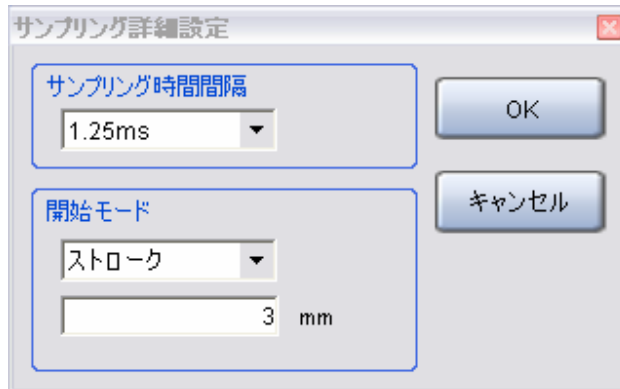 サンプリング詳細設定
サンプリング時間間隔
1.25ms
OK
キャンセル
開始モード
ストローク
3 mm